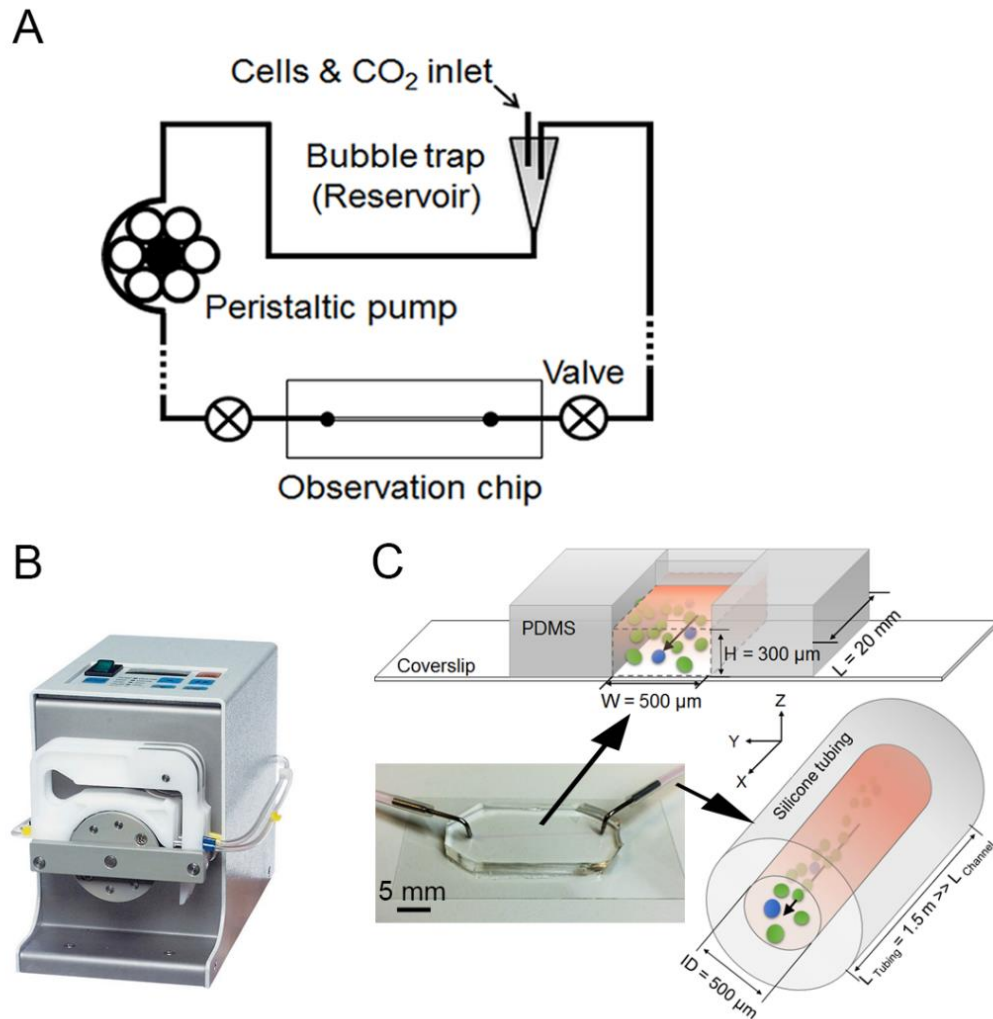 A
Cells & CO₂ inlet
Bubble trap
(Reservoir)
Peristaltic pump
Valve
Observation chip
B
C
PDMS
Coverslip
H = 300 μm
L = 20 mm
W = 500 μm
Z
Y
X
Silicone tubing
5 mm
ID = 500 μm
L Tubing = 1.5 m >> L Channel